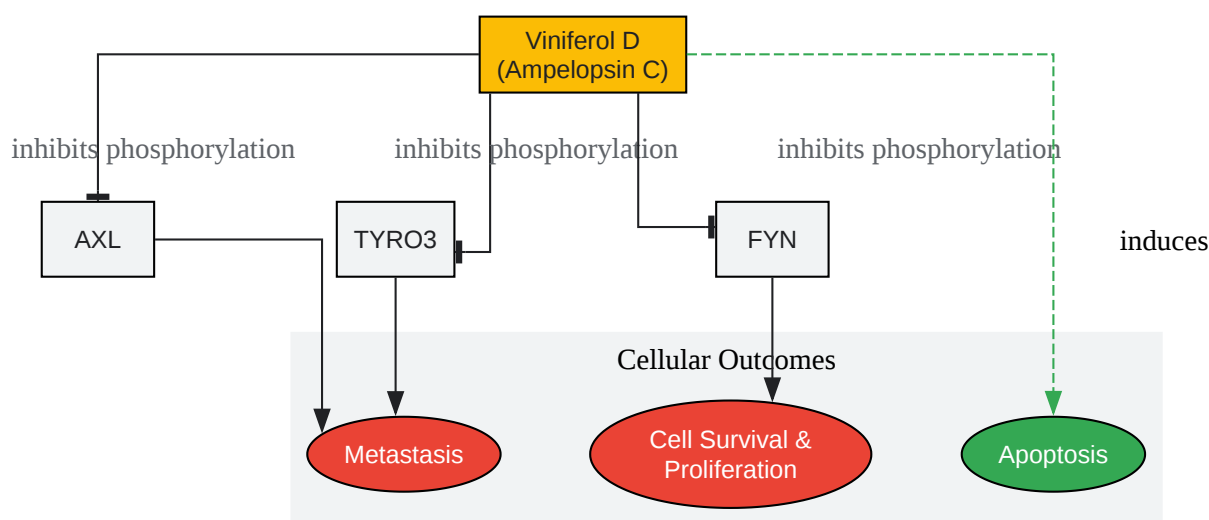 Viniferol D
(Ampelopsin C)
inhibits phosphorylation
inhibits phosphorylation
inhibits phosphorylation
AXL
TYRO3
FYN
induces
Cellular Outcomes
Metastasis
Cell Survival &
Proliferation
Apoptosis